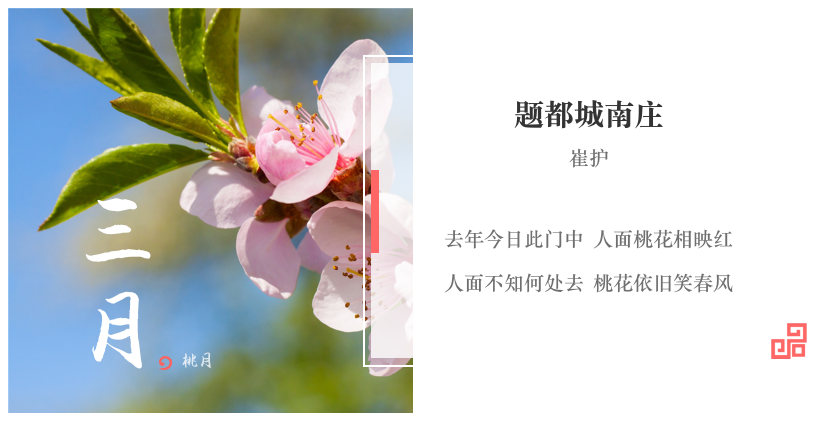 三月
桃月
题都城南庄
崔护
去年今日此门中 人面桃花相映红
人面不知何处去 桃花依旧笑春风